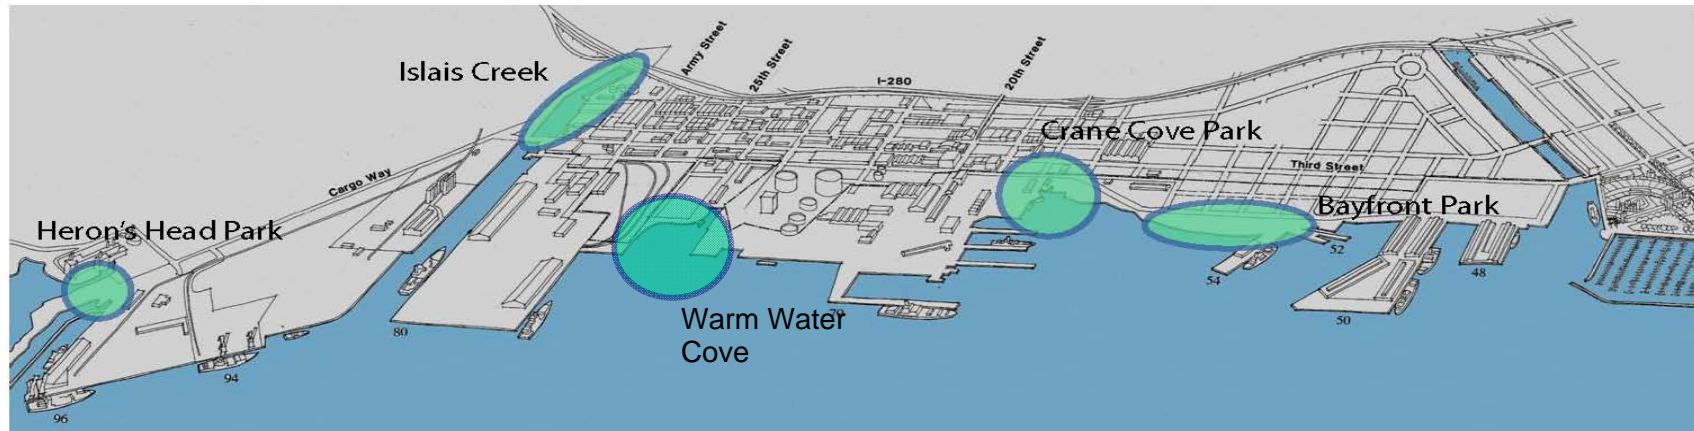 Islais Creek
Army Street
25th Street
I-280
20th Street
Crane Cove Park
Third Street
Cargo Way
Bayfront Park
Heron's Head Park
52
54
48
50
80
70
Warm Water
Cove
94
96